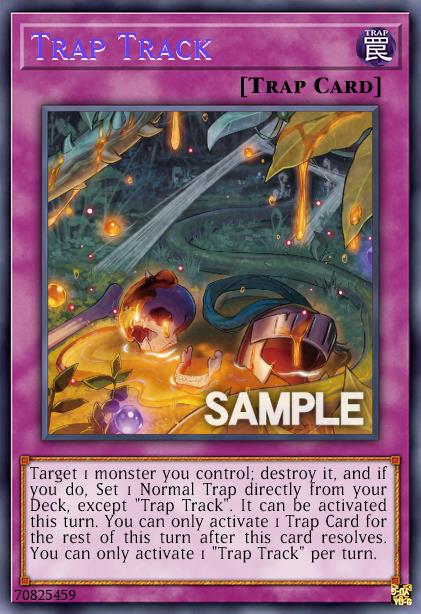 Trap Track
TRAP
罠
[Trap Card]
SAMPLE
Target 1 monster you control; destroy it, and if
you do, Set 1 Normal Trap directly from your
Deck, except "Trap Track". It can be activated
this turn. You can only activate 1 Trap Card for
the rest of this turn after this card resolves.
You can only activate 1 "Trap Track" per turn.
70825459